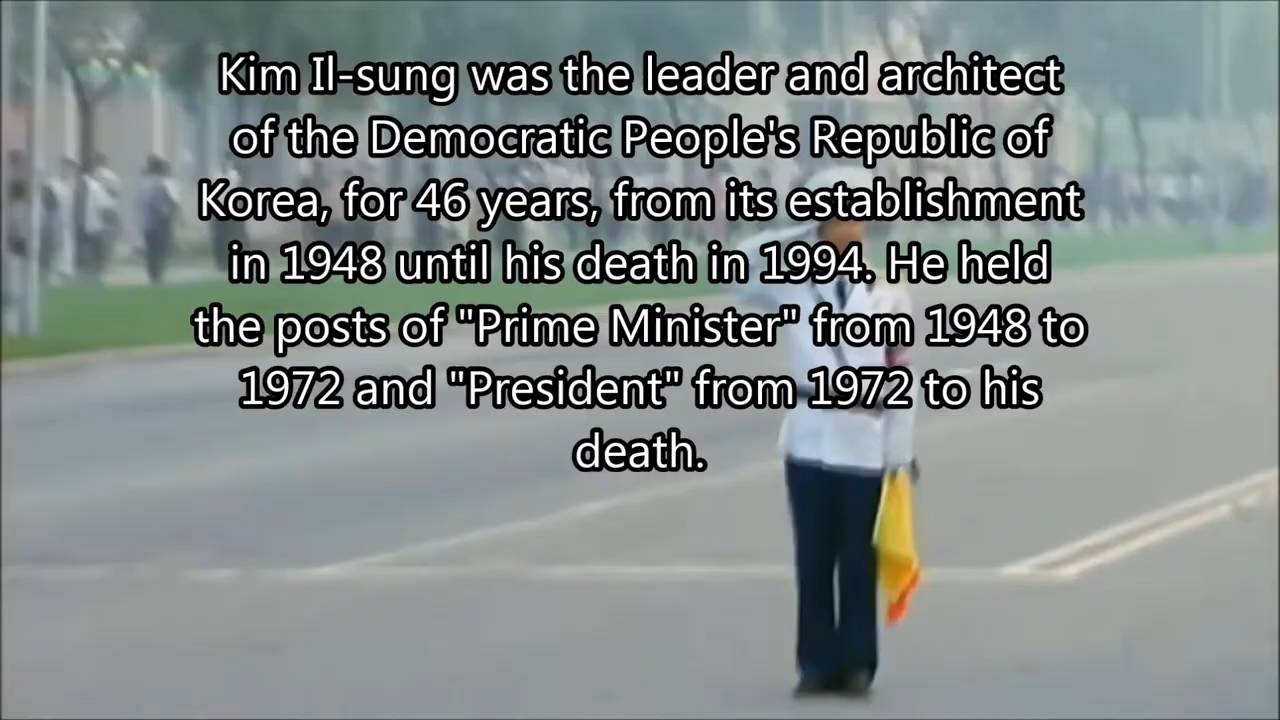 Kim Il-sung was the leader and architect
of the Democratic People's Republic of
Korea, for 46 years, from its establishment
in 1948 until his death in 1994. He held
the posts of "Prime Minister" from 1948 to
1972 and "President" from 1972 to his
death.